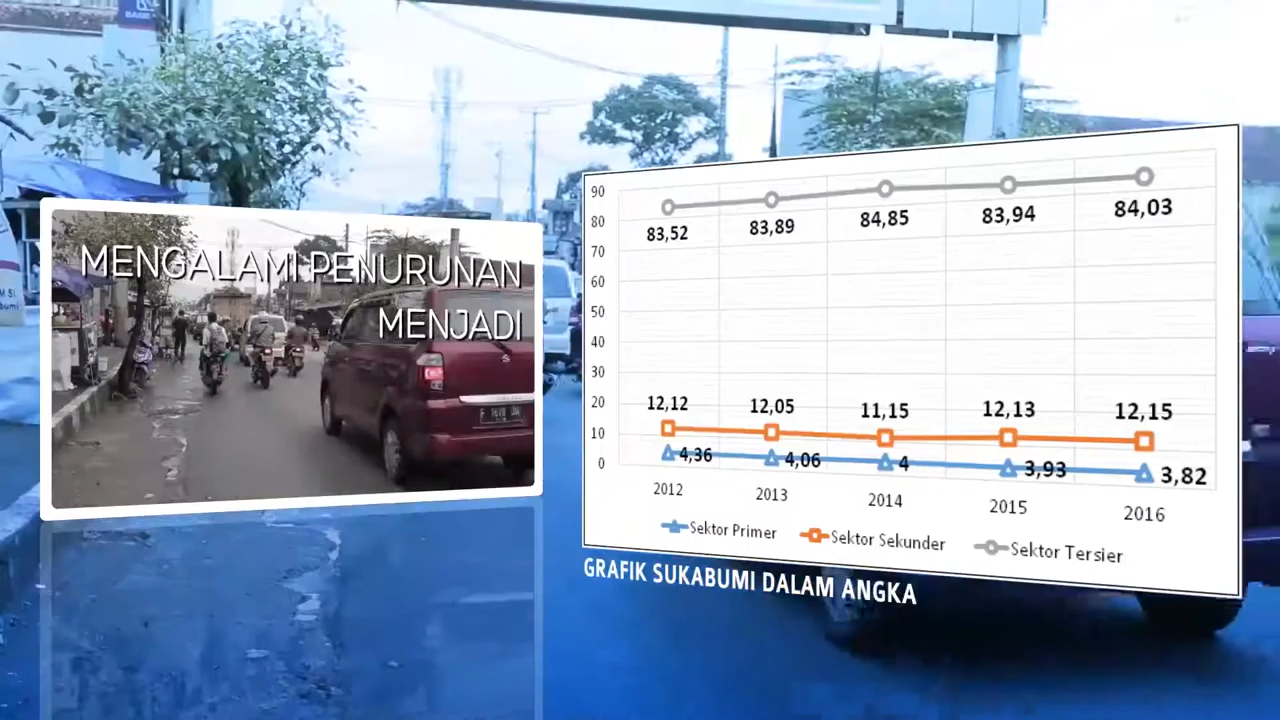 BANK
M SI.
bumi
MENGALAMI PENURUNAN
MENJADI
90
80
70
60
50
40
30
20
10
0
83,52 83,89 84,85 83,94 84,03
12,12 12,05 11,15 12,13 12,15
4,36 4,06 4 3,93 3,82
2012 2013 2014 2015 2016
Sektor Primer Sektor Sekunder Sektor Tersier
GRAFIK SUKABUMI DALAM ANGKA